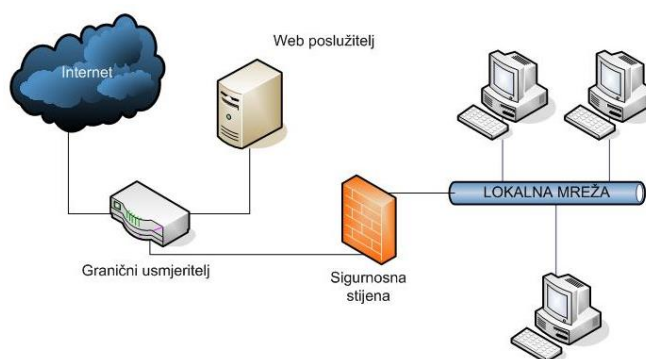 Internet
Web poslužitelj
LOKALNA MREŽA
Granični usmjeritelj
Sigurnosna
stijena